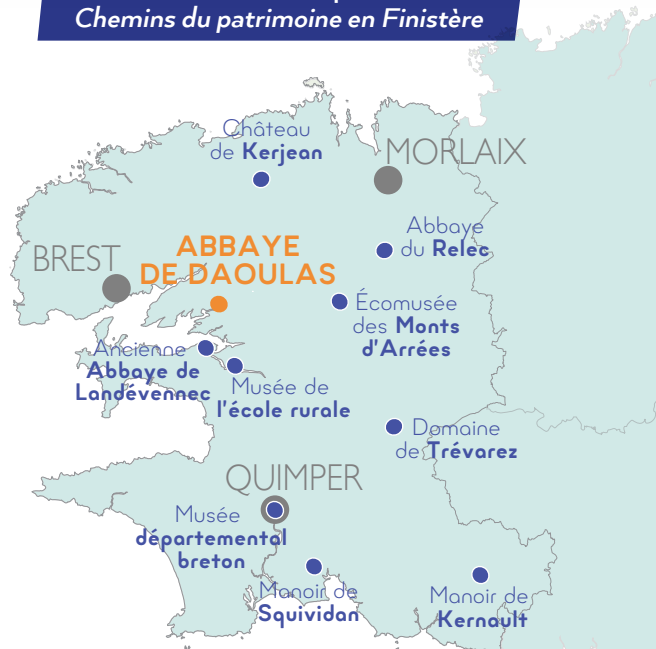 Chemins du patrimoine en Finistère
Château
de Kerjean
MORLAIX
Abbaye
du Relec
BREST
ABBAYE
DE DAOULAS
Écomusée
des Monts
d'Arrées
Ancienne
Abbaye de
Landévennec
Musée de
l'école rurale
Domaine
de Trévarez
QUIMPER
Musée
départemental
breton
Manoir de
Squividan
Manoir de
Kernault